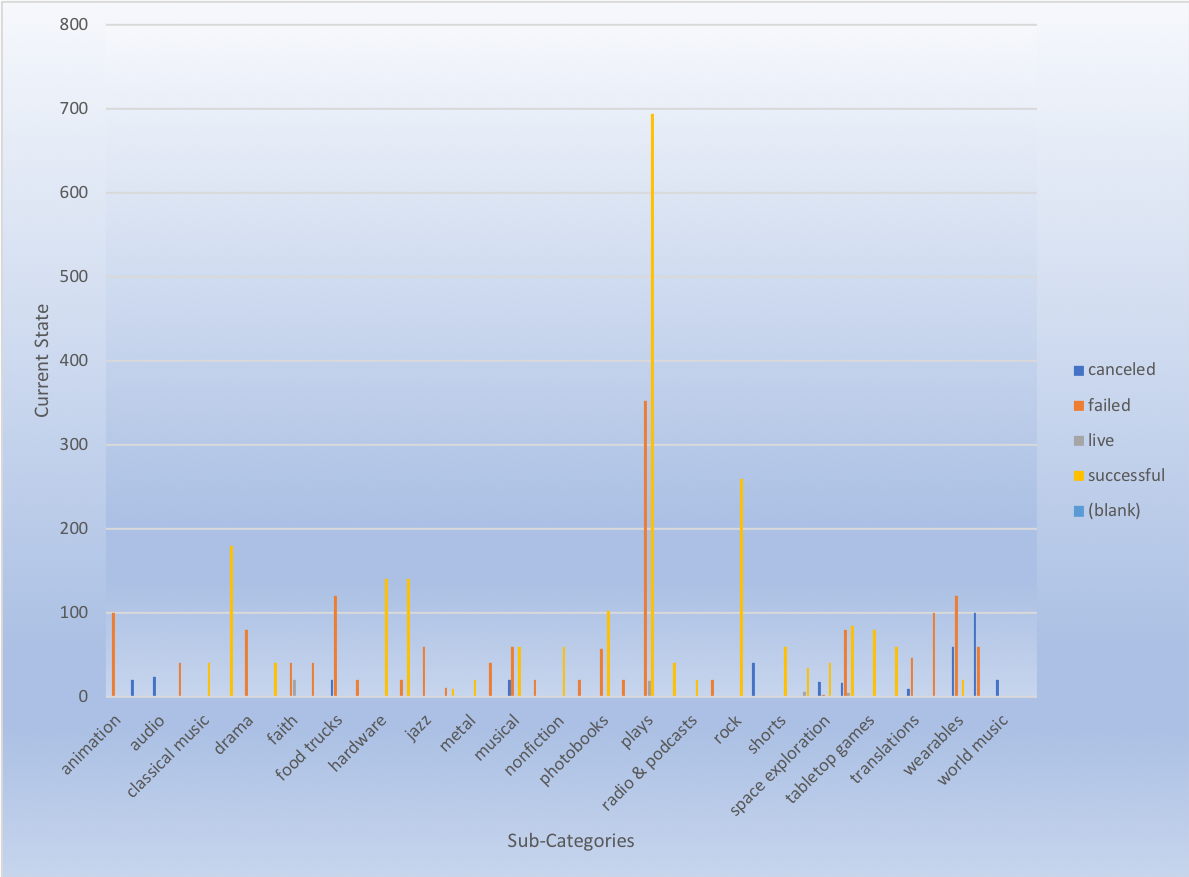 800
700
600
500
400
300
200
100
0
Current State
animation
audio
classical music
drama
faith
food trucks
hardware
jazz
metal
musical
nonfiction
photobooks
plays
radio & podcasts
rock
shorts
space exploration
tabletop games
translations
wearables
world music
Sub-Categories
canceled
failed
live
successful
(blank)